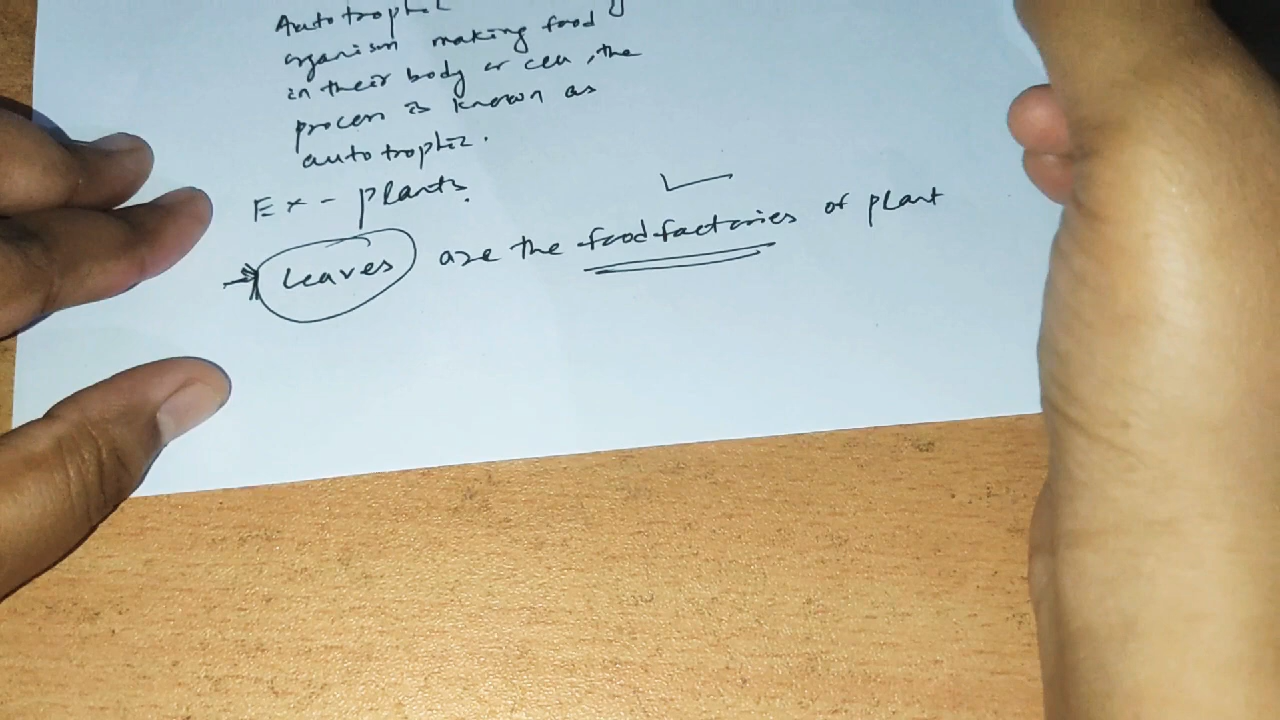 Autotrophic
organism making food
in their body or cell, the
process is known as
autotrophic.
Ex - plants.
→ Leaves are the food factories of plant